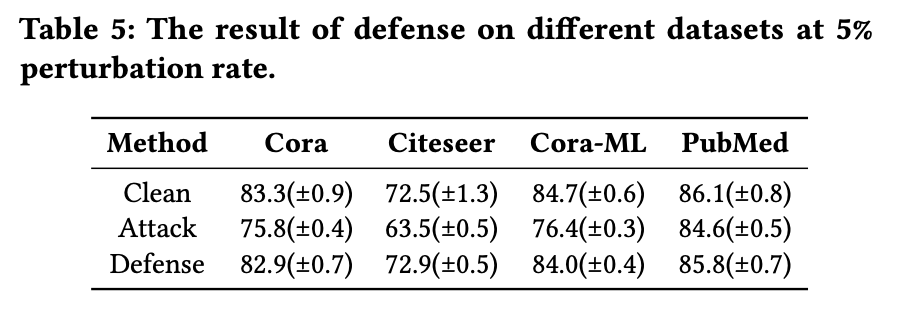 Table 5: The result of defense on different datasets at 5%
perturbation rate.
Method Cora Citeseer Cora-ML PubMed
Clean 83.3(±0.9) 72.5(±1.3) 84.7(±0.6) 86.1(±0.8)
Attack 75.8(±0.4) 63.5(±0.5) 76.4(±0.3) 84.6(±0.5)
Defense 82.9(±0.7) 72.9(±0.5) 84.0(±0.4) 85.8(±0.7)